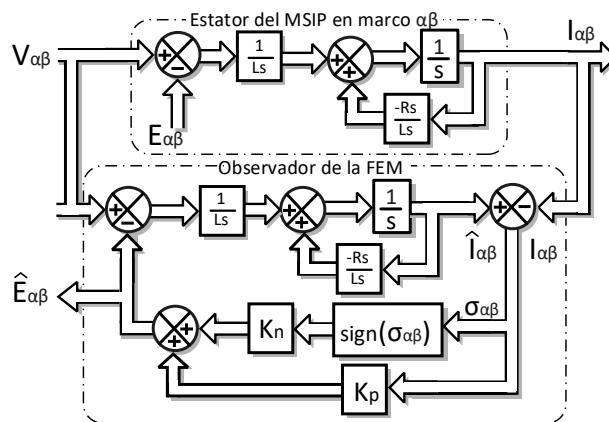 Estator del MSIP en marco αβ
Vαβ
+
−
1
Ls
+
+
1
s
Iαβ
-Rs
Ls
Eαβ
Observador de la FEM
+
−
1
Ls
+
+
1
s
+
−
-Rs
Ls
Îαβ
Iαβ
Êαβ
σαβ
+
+
Kn
sign(σαβ)
Kp